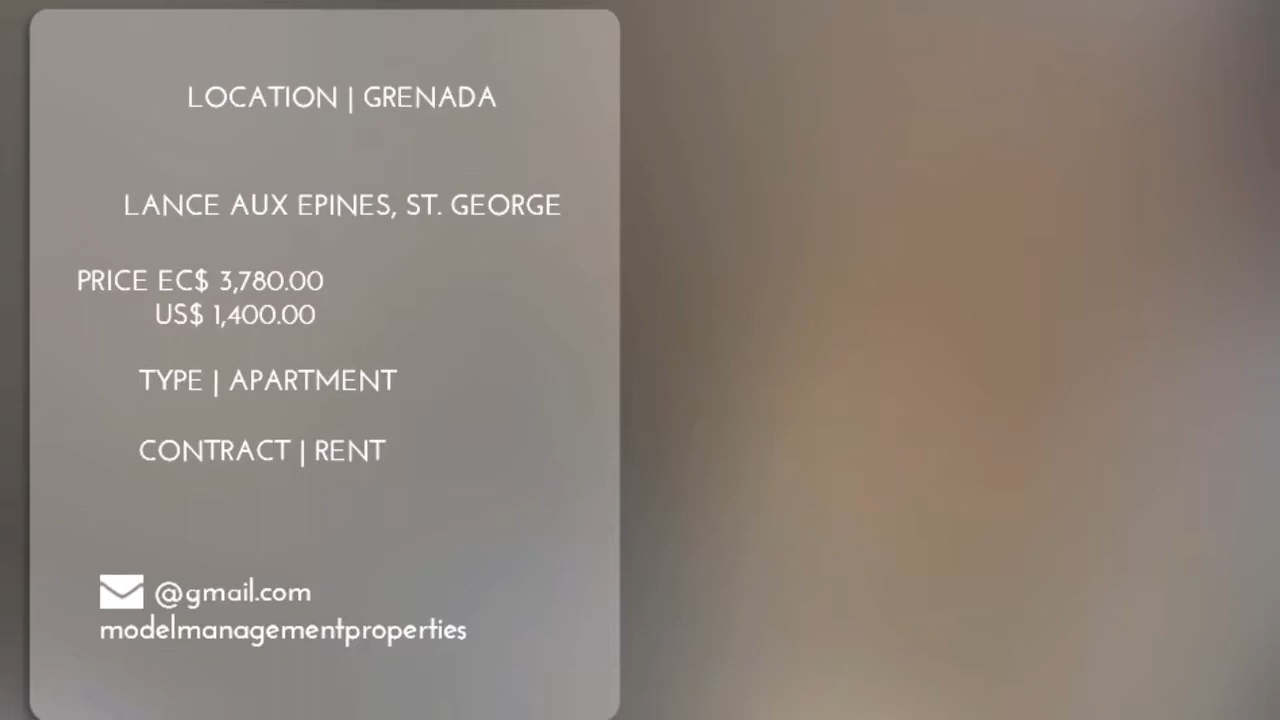 LOCATION | GRENADA
LANCE AUX EPINES, ST. GEORGE
PRICE EC$ 3,780.00
US$ 1,400.00
TYPE | APARTMENT
CONTRACT | RENT
@gmail.com
modelmanagementproperties